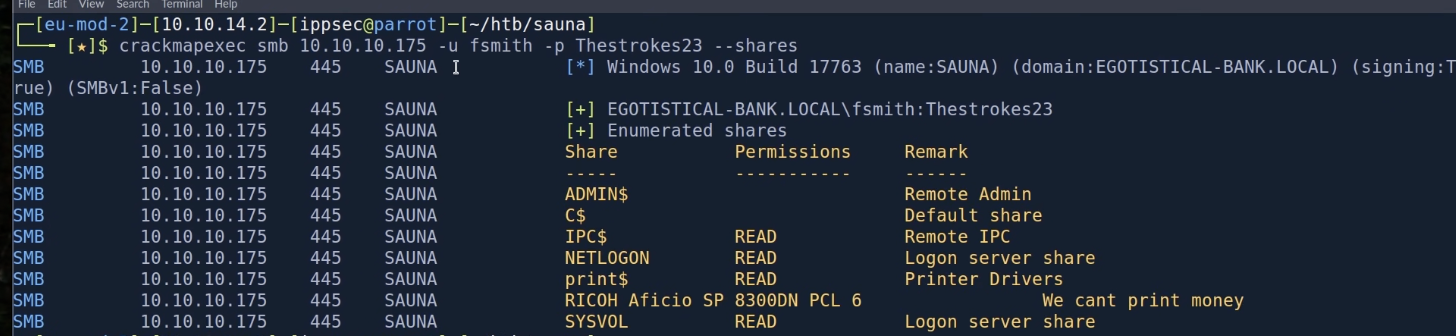 File Edit View Search Terminal Help
[eu-mod-2]─[10.10.14.2]─[ippsec@parrot]─[~/htb/sauna]
[★]$ crackmapexec smb 10.10.10.175 -u fsmith -p Thestrokes23 --shares
SMB 10.10.10.175 445 SAUNA [*] Windows 10.0 Build 17763 (name:SAUNA) (domain:EGOTISTICAL-BANK.LOCAL) (signing:T
rue) (SMBv1:False)
SMB 10.10.10.175 445 SAUNA [+] EGOTISTICAL-BANK.LOCAL\fsmith:Thestrokes23
SMB 10.10.10.175 445 SAUNA [+] Enumerated shares
SMB 10.10.10.175 445 SAUNA Share Permissions Remark
SMB 10.10.10.175 445 SAUNA ----- ----------- ------
SMB 10.10.10.175 445 SAUNA ADMIN$ Remote Admin
SMB 10.10.10.175 445 SAUNA C$ Default share
SMB 10.10.10.175 445 SAUNA IPC$ READ Remote IPC
SMB 10.10.10.175 445 SAUNA NETLOGON READ Logon server share
SMB 10.10.10.175 445 SAUNA print$ READ Printer Drivers
SMB 10.10.10.175 445 SAUNA RICOH Aficio SP 8300DN PCL 6 We cant print money
SMB 10.10.10.175 445 SAUNA SYSVOL READ Logon server share